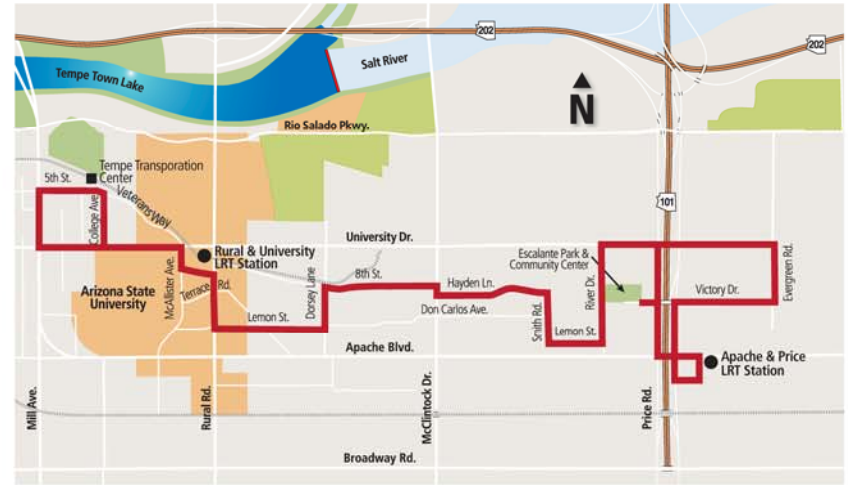 202
202
Salt River
Tempe Town Lake
N
Rio Salado Pkwy.
Tempe Transporation
Center
5th St.
Veterans Way
College Ave.
101
University Dr.
Rural & University
LRT Station
Escalante Park &
Community Center
8th St.
Evergreen Rd.
Arizona State
University
McAllister Ave.
Terrace
Rd.
Dorsey Lane
Hayden Ln.
River Dr.
Victory Dr.
Don Carlos Ave.
Lemon St.
Smith Rd.
Lemon St.
Apache Blvd.
Apache & Price
LRT Station
Mill Ave.
Rural Rd.
McClintock Dr.
Price Rd.
Broadway Rd.